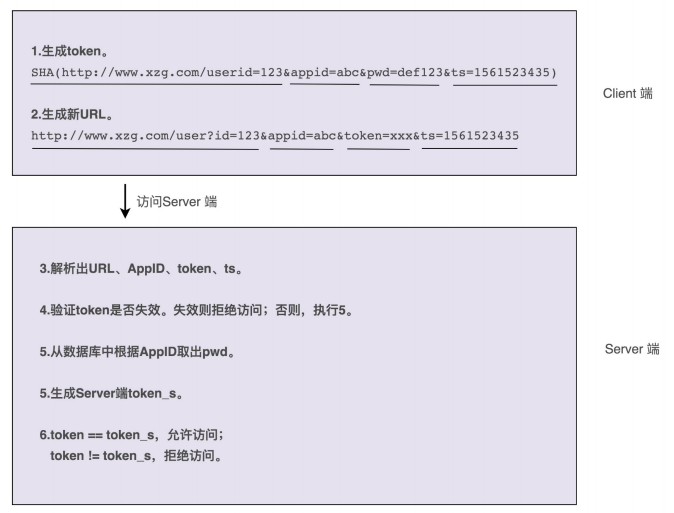 1.生成token。
SHA(http://www.xzg.com/userid=123&appid=abc&pwd=def123&ts=1561523435)
2.生成新URL。
http://www.xzg.com/user?id=123&appid=abc&token=xxx&ts=1561523435
Client 端
访问Server 端
3.解析出URL、AppID、token、ts。
4.验证token是否失效。失效则拒绝访问；否则，执行5。
5.从数据库中根据AppID取出pwd。
Server 端
5.生成Server端token_s。
6.token == token_s，允许访问；
token != token_s，拒绝访问。